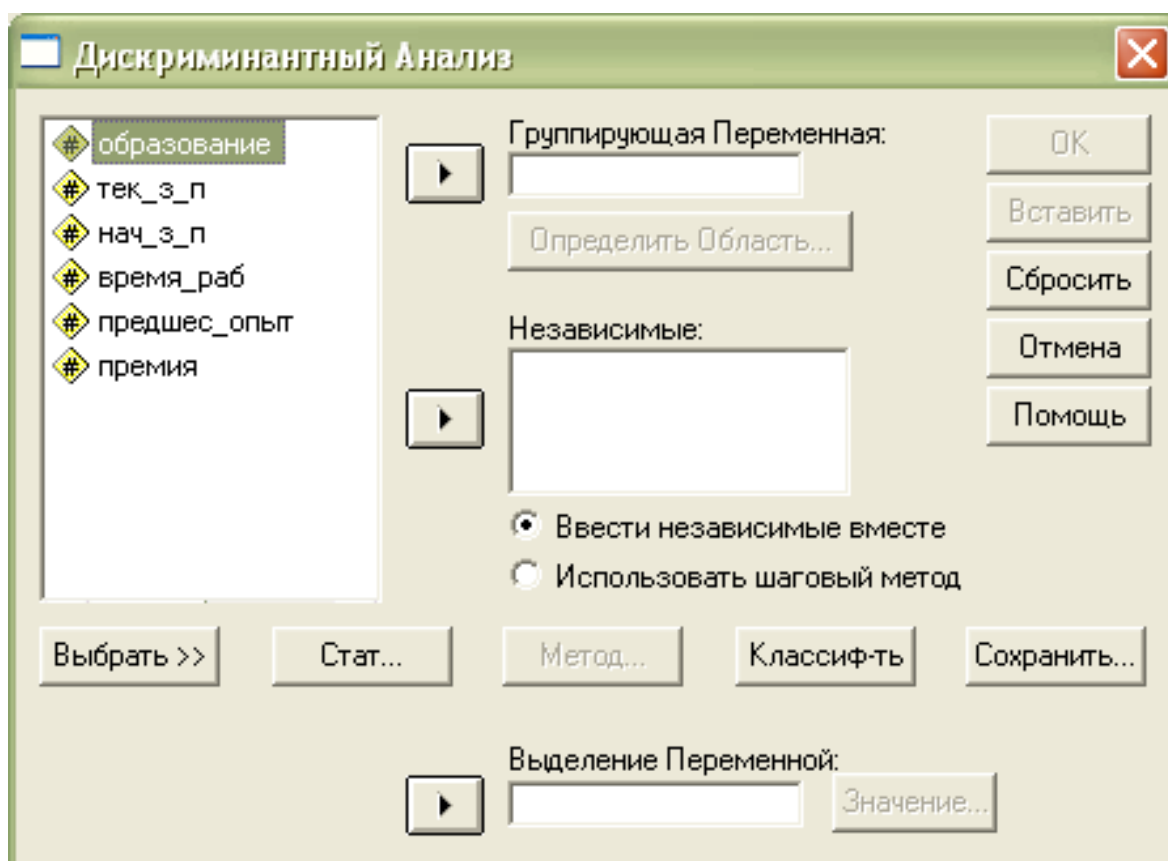 Дискриминантный Анализ
образование
тек_з_п
нач_з_п
время_раб
предшес_опыт
премия
Группирующая Переменная:
Определить Область...
Независимые:
Ввести независимые вместе
Использовать шаговый метод
OK
Вставить
Сбросить
Отмена
Помощь
Выбрать >>
Стат...
Метод...
Классиф-ть
Сохранить...
Выделение Переменной:
Значение...